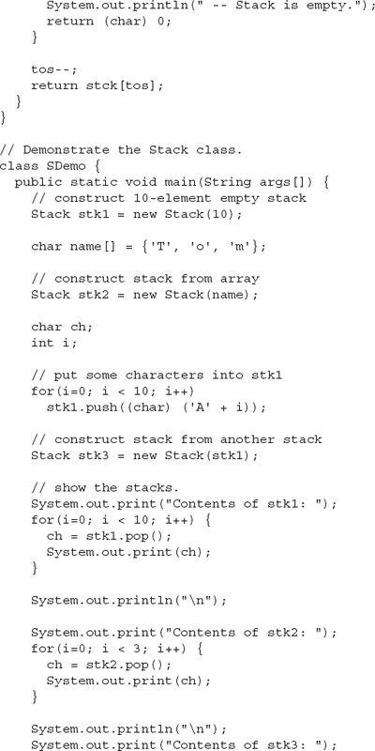 System.out.println(" -- Stack is empty.");
      return (char) 0;
    }

    tos--;
    return stck[tos];
  }
}

// Demonstrate the Stack class.
class SDemo {
  public static void main(String args[]) {
    // construct 10-element empty stack
    Stack stk1 = new Stack(10);

    char name[] = {'T', 'o', 'm'};

    // construct stack from array
    Stack stk2 = new Stack(name);

    char ch;
    int i;

    // put some characters into stk1
    for(i=0; i < 10; i++)
      stk1.push((char) ('A' + i));

    // construct stack from another stack
    Stack stk3 = new Stack(stk1);

    // show the stacks.
    System.out.print("Contents of stk1: ");
    for(i=0; i < 10; i++) {
      ch = stk1.pop();
      System.out.print(ch);
    }

    System.out.println("\n");

    System.out.print("Contents of stk2: ");
    for(i=0; i < 3; i++) {
      ch = stk2.pop();
      System.out.print(ch);
    }

    System.out.println("\n");
    System.out.print("Contents of stk3: ");